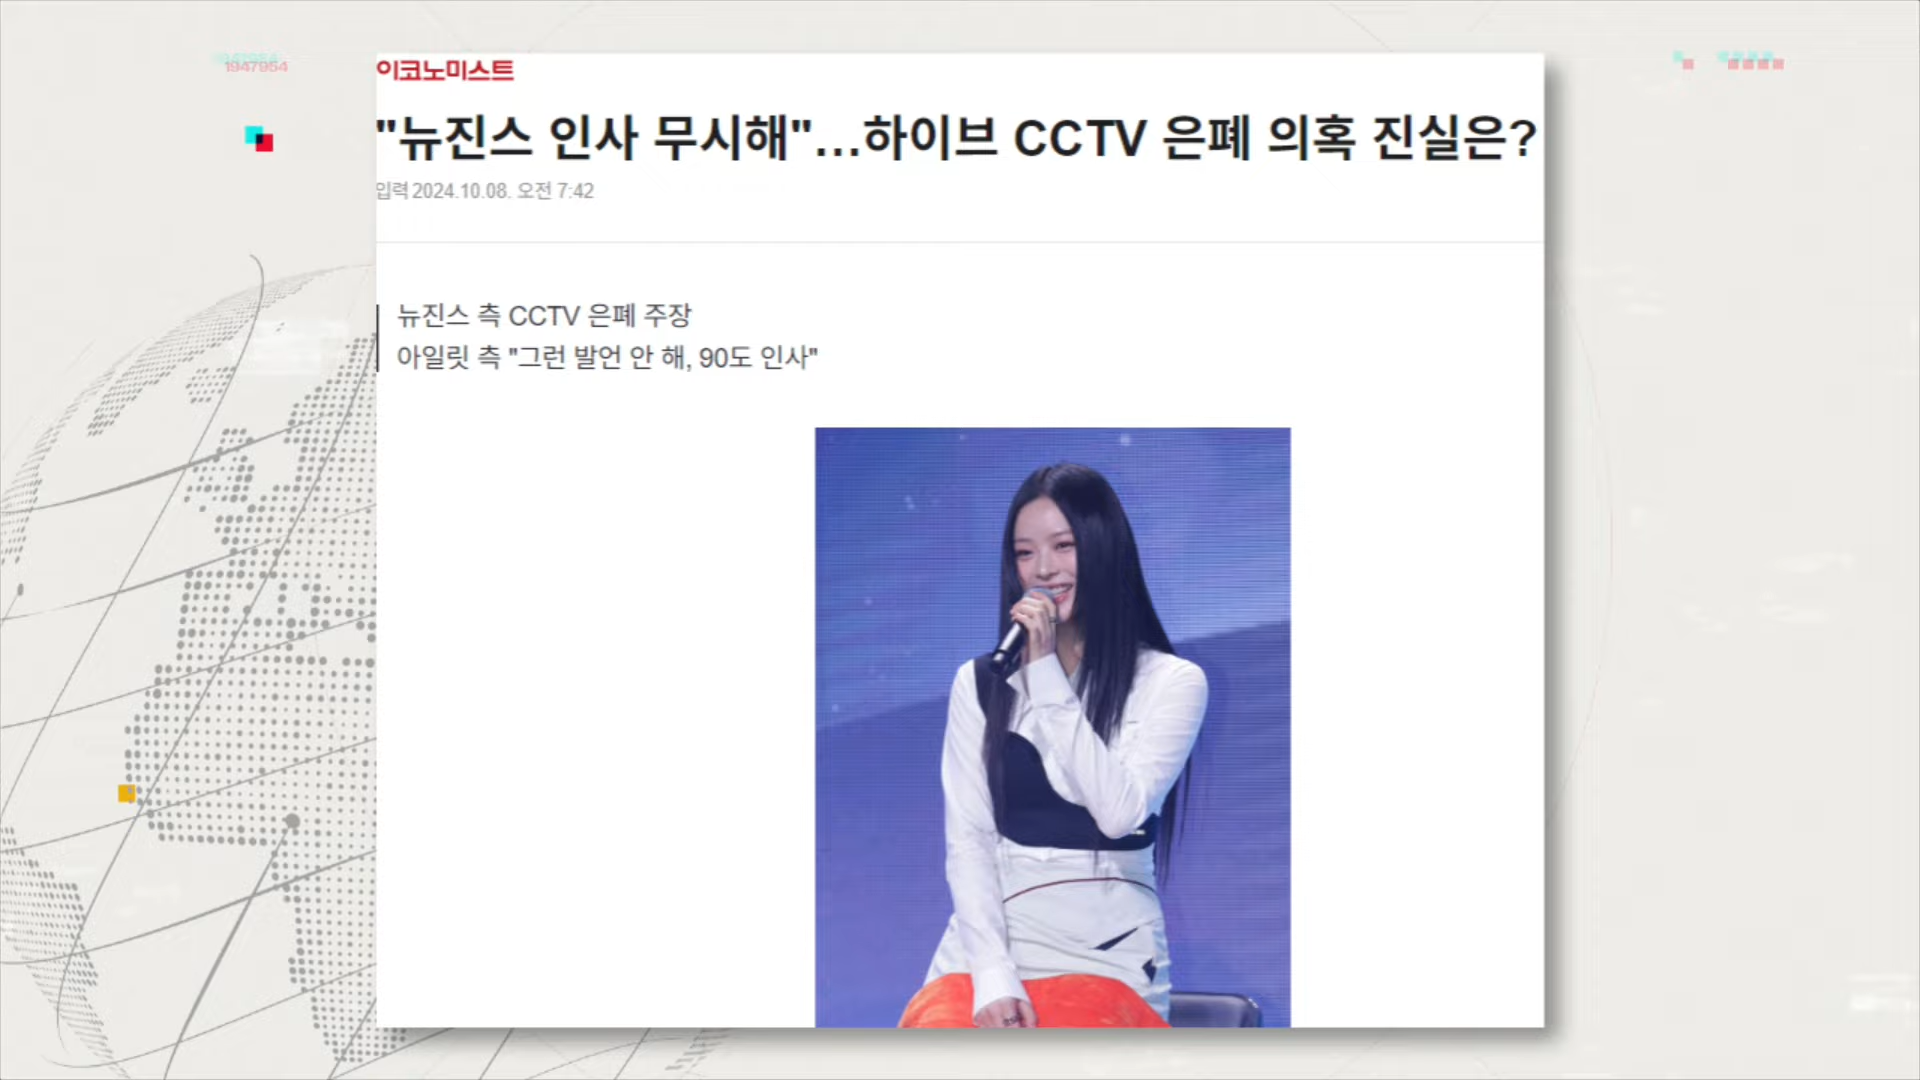 1947954
이코노미스트
"뉴진스 인사 무시해"...하이브 CCTV 은폐 의혹 진실은?
입력 2024.10.08. 오전 7:42
뉴진스 측 CCTV 은폐 주장
아일릿 측 "그런 발언 안 해, 90도 인사"